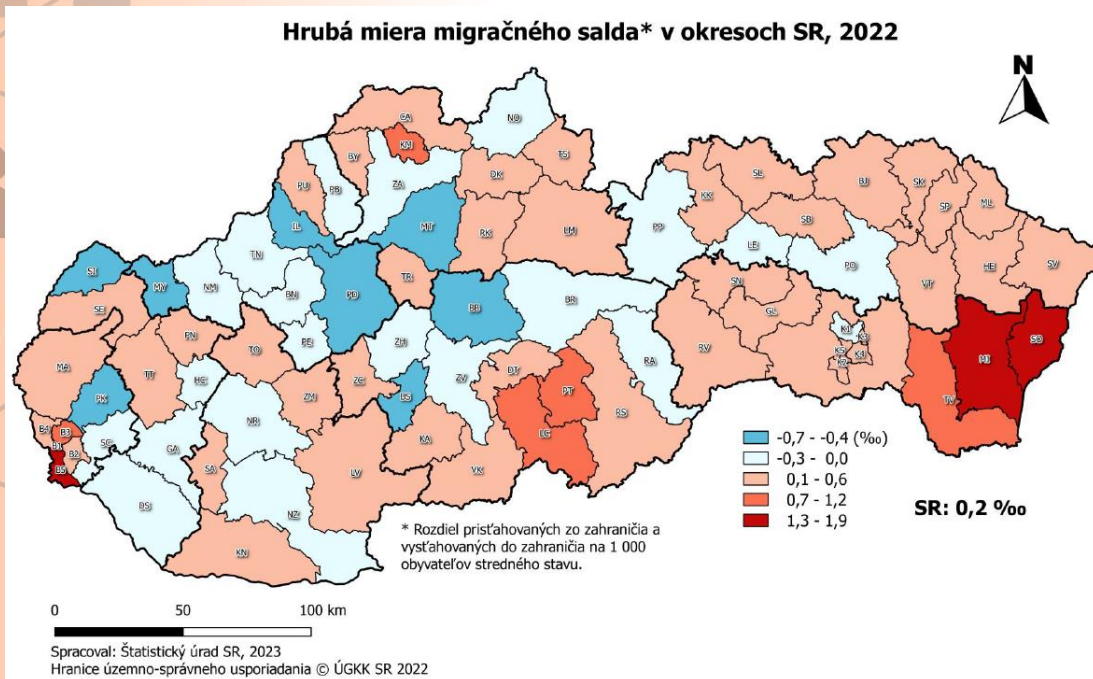 Hrubá miera migračného salda* v okresoch SR, 2022
N
CA
NO
KM
BY
TS
PU
PB
ZA
DK
SL
BJ
SK
KK
SP
ML
IL
MT
RK
LM
PP
SB
LE
PO
HE
SV
TN
SI
MY
NM
BN
PD
TR
BB
BR
SN
GL
VT
SE
PE
PN
TO
ZH
RA
RV
K1
K3
K4
K2
MI
SO
MA
TT
HC
ZM
ZC
BS
ZV
DT
PT
RS
TV
PK
NR
KA
LC
B4
B3
B1
B2
B5
SC
GA
SA
LV
VK
DS
NZ
KN
-0,7 - -0,4 (‰)
-0,3 - 0,0
0,1 - 0,6
0,7 - 1,2
1,3 - 1,9
SR: 0,2 ‰
* Rozdiel prisťahovaných zo zahraničia a
vysťahovaných do zahraničia na 1 000
obyvateľov stredného stavu.
0 50 100 km
Spracoval: Štatistický úrad SR, 2023
Hranice územno-správneho usporiadania © ÚGKK SR 2022